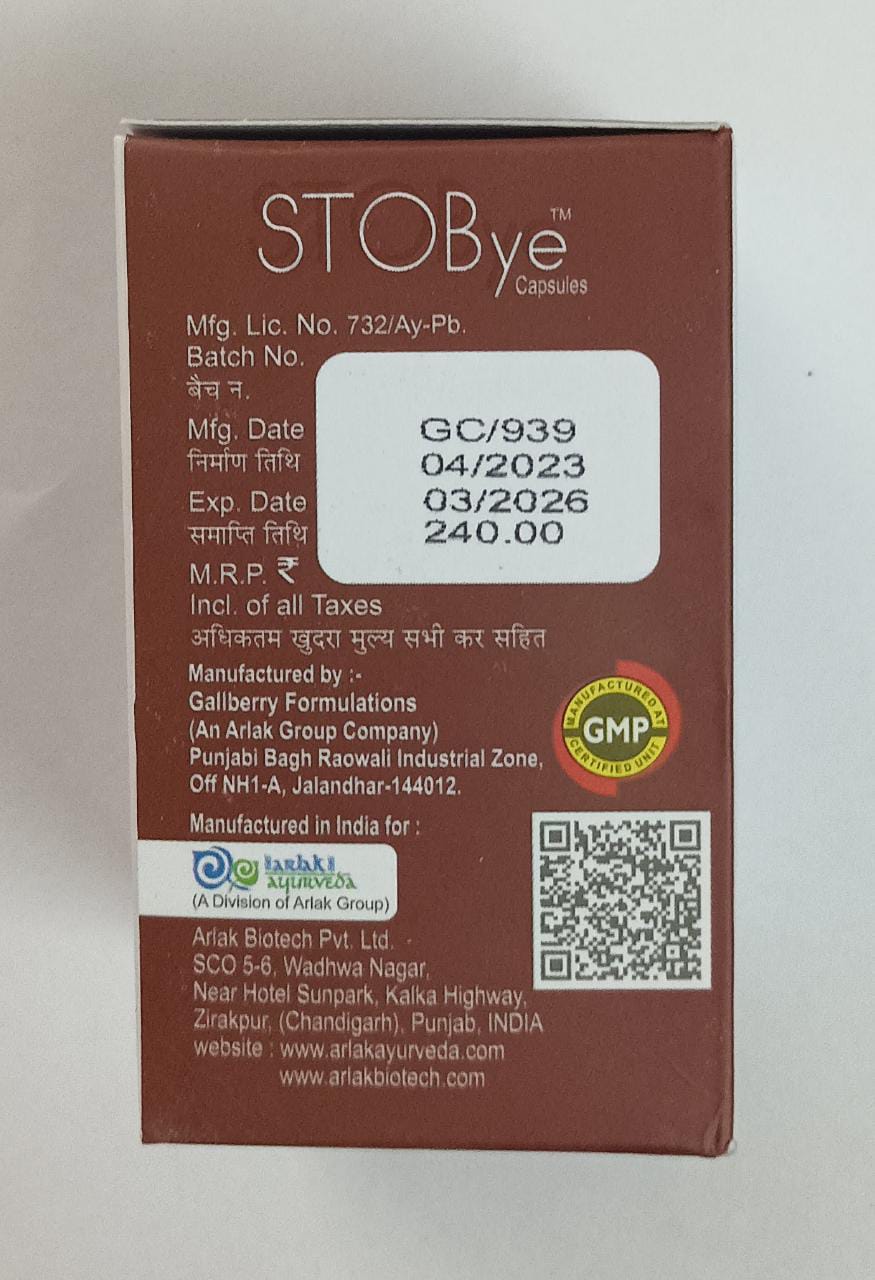 STOBye™
Capsules
Mfg. Lic. No. 732/Ay-Pb.
Batch No.
बैच न.
Mfg. Date
निर्माण तिथि
Exp. Date
समाप्ति तिथि
M.R.P. ₹
GC/939
04/2023
03/2026
240.00
Incl. of all Taxes
अधिकतम खुदरा मुल्य सभी कर सहित
Manufactured by :-
Gallberry Formulations
(An Arlak Group Company)
Punjabi Bagh Raowali Industrial Zone,
Off NH1-A, Jalandhar-144012.
MANUFACTURED AT
GMP
CERTIFIED UNIT
Manufactured in India for :
arlak
ayurveda
(A Division of Arlak Group)
Arlak Biotech Pvt. Ltd.
SCO 5-6, Wadhwa Nagar,
Near Hotel Sunpark, Kalka Highway,
Zirakpur, (Chandigarh), Punjab, INDIA
website : www.arlakayurveda.com
www.arlakbiotech.com